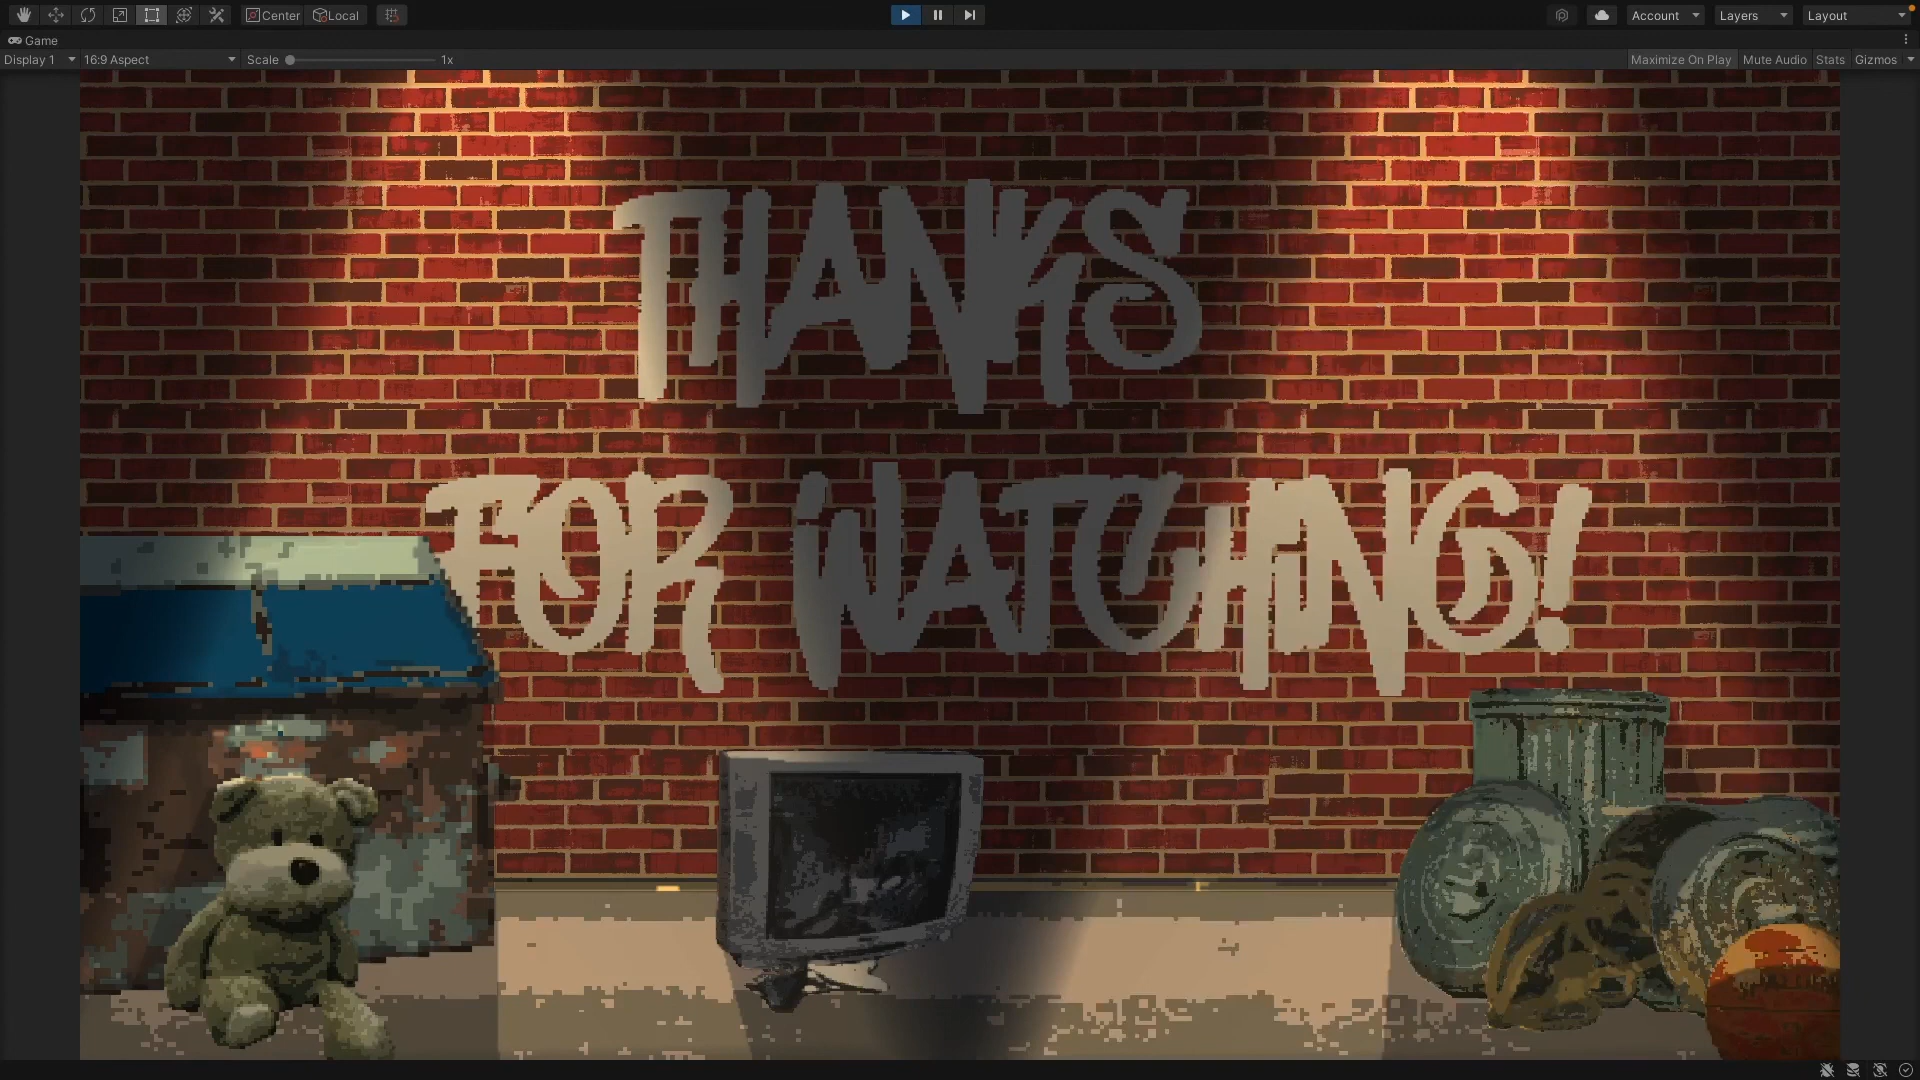 Center Local Account Layers Layout
Game
Display 1 16:9 Aspect Scale 1x Maximize On Play Mute Audio Stats Gizmos
THANKS
FOR WATCHING!